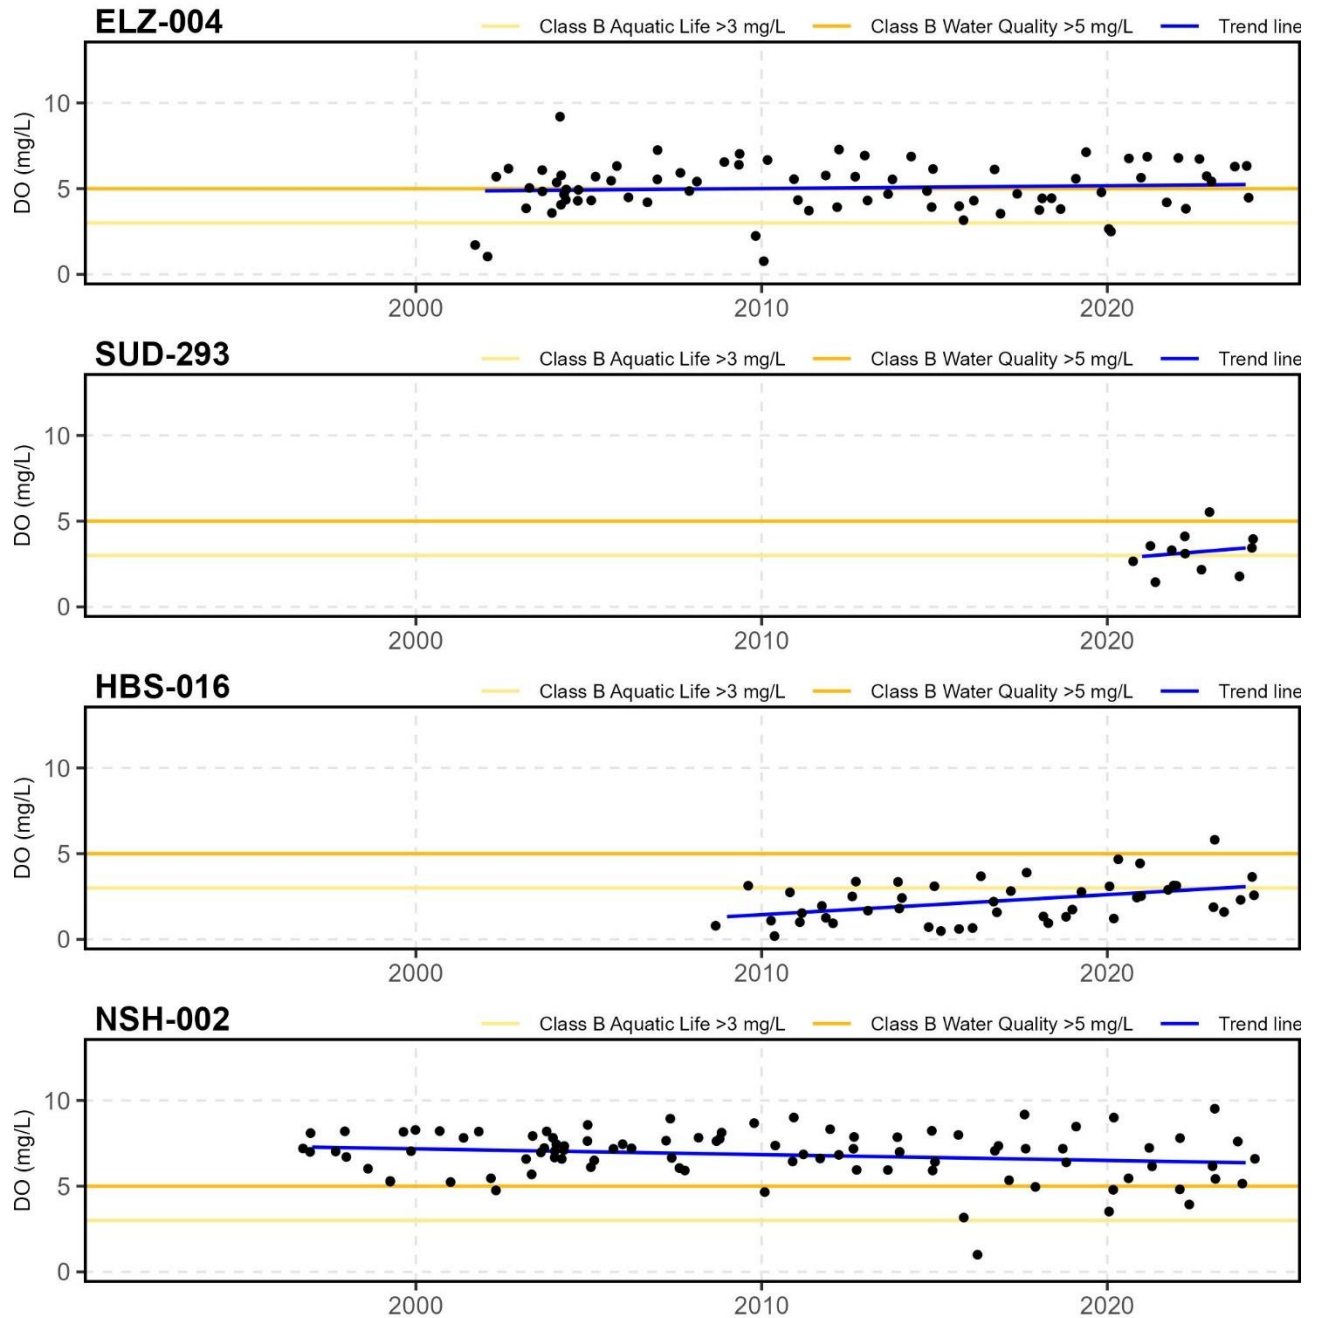 ELZ-004
Class B Aquatic Life >3 mg/L Class B Water Quality >5 mg/L Trend line
DO (mg/L)
10
5
0
2000 2010 2020
SUD-293
Class B Aquatic Life >3 mg/L Class B Water Quality >5 mg/L Trend line
DO (mg/L)
10
5
0
2000 2010 2020
HBS-016
Class B Aquatic Life >3 mg/L Class B Water Quality >5 mg/L Trend line
DO (mg/L)
10
5
0
2000 2010 2020
NSH-002
Class B Aquatic Life >3 mg/L Class B Water Quality >5 mg/L Trend line
DO (mg/L)
10
5
0
2000 2010 2020